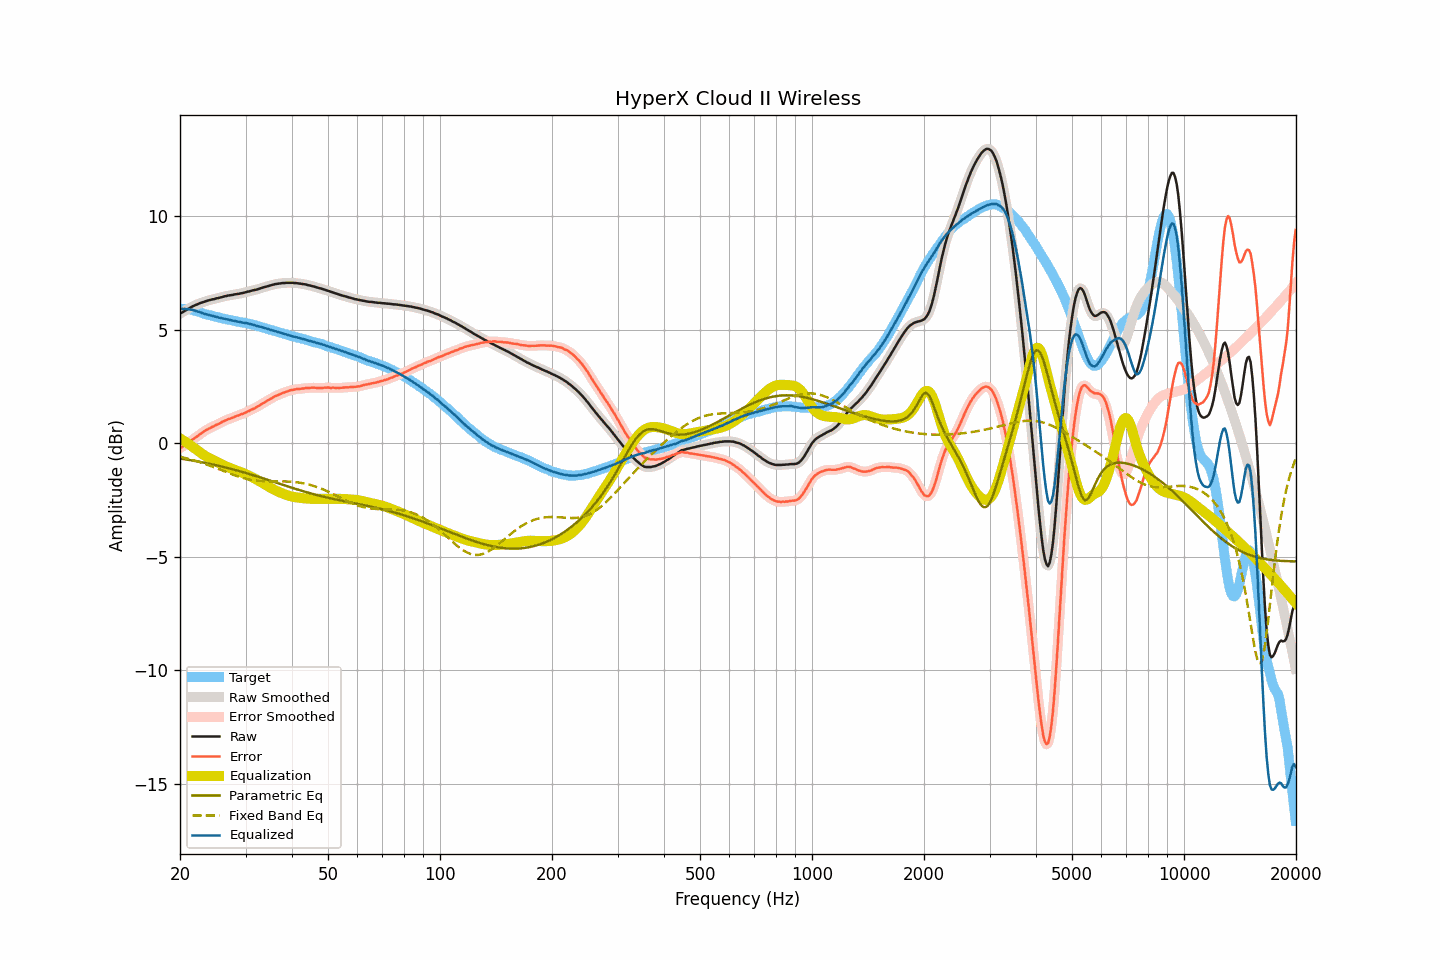 HyperX Cloud II Wireless
Amplitude (dBr)
10
5
0
−5
−10
−15
Target
Raw Smoothed
Error Smoothed
Raw
Error
Equalization
Parametric Eq
Fixed Band Eq
Equalized
20 50 100 200 500 1000 2000 5000 10000 20000
Frequency (Hz)